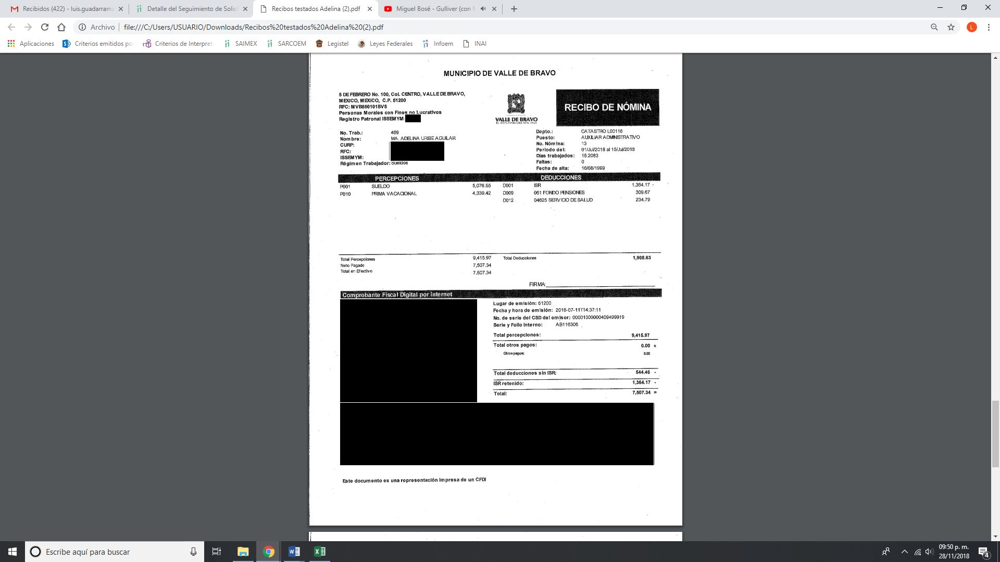 Recibidos (422) - luis.guadarrama
Detalle del Seguimiento de Solici
Recibos testados Adelina (2).pdf
Miguel Bosé - Gulliver (con N
Archivo
file:///C:/Users/USUARIO/Downloads/Recibos%20testados%20Adelina%20(2).pdf
L
Aplicaciones
Criterios emitidos po
Criterios de Interpret
SAIMEX
SARCOEM
Legistel
Leyes Federales
Infoem
INAI
MUNICIPIO DE VALLE DE BRAVO
5 DE FEBRERO No. 100, Col. CENTRO, VALLE DE BRAVO,
MEXICO, MEXICO, C.P. 51200
RFC: MVB850101SV5
Personas Morales con Fines no Lucrativos
Registro Patronal ISSEMYM:
VALLE DE BRAVO
RECIBO DE NÓMINA
No. Trab.: 469
Nombre: MA. ADELINA URIBE AGUILAR
CURP:
RFC:
ISSEMYM:
Régimen Trabajador: Sueldos
Depto.: CATASTRO L00118
Puesto: AUXILIAR ADMINISTRATIVO
No. Nómina: 13
Periodo del: 01/Jul/2018 al 15/Jul/2018
Dias trabajados: 15.2083
Faltas: 0
Fecha de alta: 16/08/1999
PERCEPCIONES DEDUCCIONES
P001 SUELDO 5,076.55 D001 ISR 1,364.17
P010 PRIMA VACACIONAL 4,339.42 D009 061 FONDO PENSIONES 309.67
D012 04625 SERVICIO DE SALUD 234.79
Total Percepciones 9,415.97 Total Deducciones 1,908.63
Neto Pagado 7,507.34
Total en Efectivo 7,507.34
FIRMA:
Comprobante Fiscal Digital por Internet
Lugar de emisión: 51200
Fecha y hora de emisión: 2018-07-11T14:37:11
No. de serie del CSD del emisor: 00001000000409499919
Serie y Folio Interno: AB116306
Total percepciones: 9,415.97
Total otros pagos: 0.00 +
Otros pagos: 0.00
Total deducciones sin ISR: 544.46 -
ISR retenido: 1,364.17 -
Total: 7,507.34 =
Este documento es una representación impresa de un CFDI
Escribe aquí para buscar
09:50 p. m.
28/11/2018
4